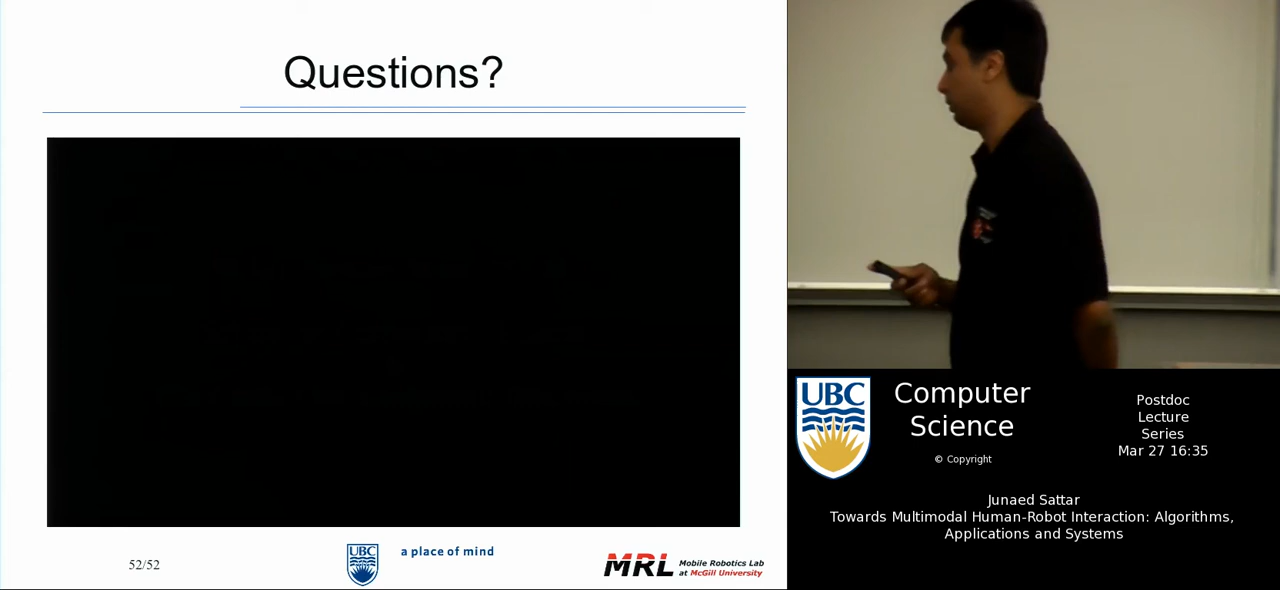 Questions?
52/52
UBC
a place of mind
MRL
Mobile Robotics Lab
at McGill University
UBC
Computer
Science
© Copyright
Postdoc
Lecture
Series
Mar 27 16:35
Junaed Sattar
Towards Multimodal Human-Robot Interaction: Algorithms,
Applications and Systems